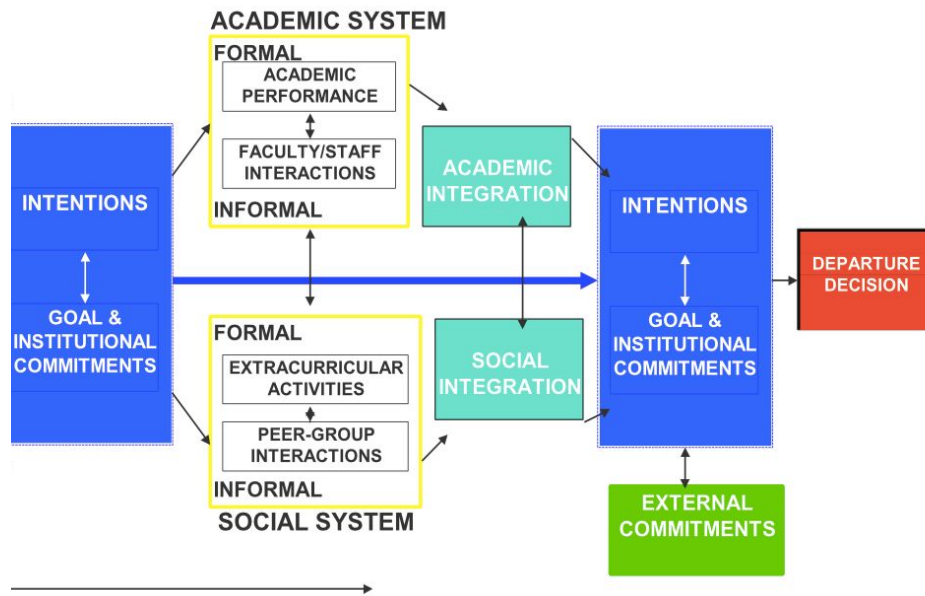 ACADEMIC SYSTEM
FORMAL
ACADEMIC
PERFORMANCE
FACULTY/STAFF
INTERACTIONS
INFORMAL
INTENTIONS
GOAL &
INSTITUTIONAL
COMMITMENTS
FORMAL
EXTRACURRICULAR
ACTIVITIES
PEER-GROUP
INTERACTIONS
INFORMAL
SOCIAL SYSTEM
ACADEMIC
INTEGRATION
SOCIAL
INTEGRATION
INTENTIONS
GOAL &
INSTITUTIONAL
COMMITMENTS
EXTERNAL
COMMITMENTS
DEPARTURE
DECISION